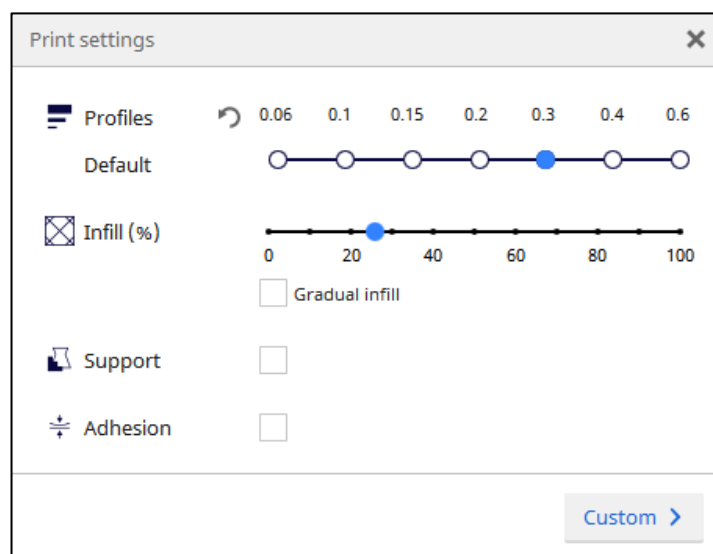 Print settings
Profiles 0.06 0.1 0.15 0.2 0.3 0.4 0.6
Default
Infill (%)
0 20 40 60 80 100
Gradual infill
Support
Adhesion
Custom